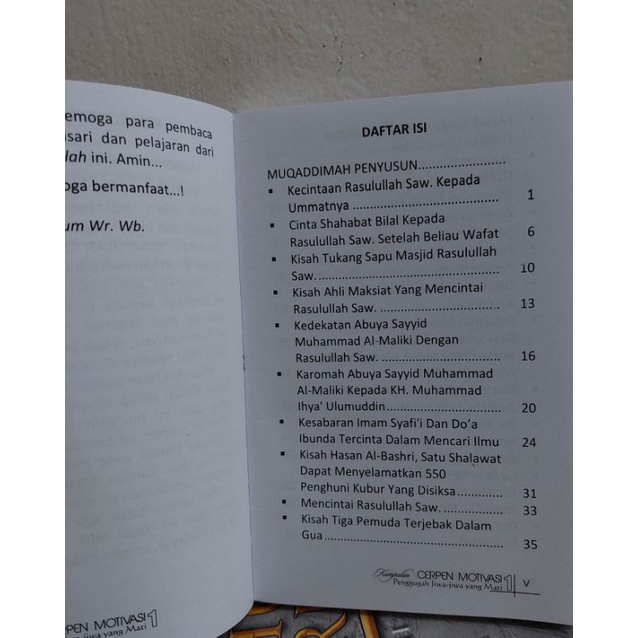 emoga para pembaca
sari dan pelajaran dari
lah ini. Amin...
oga bermanfaat...!
um Wr. Wb.
PEN MOTIVASI 1
wa yang Mati
DAFTAR ISI
MUQADDIMAH PENYUSUN........................
▪ Kecintaan Rasulullah Saw. Kepada
Ummatnya ........................................ 1
▪ Cinta Shahabat Bilal Kepada
Rasulullah Saw. Setelah Beliau Wafat 6
▪ Kisah Tukang Sapu Masjid Rasulullah
Saw.................................................. 10
▪ Kisah Ahli Maksiat Yang Mencintai
Rasulullah Saw. ................................ 13
▪ Kedekatan Abuya Sayyid
Muhammad Al-Maliki Dengan
Rasulullah Saw. ................................ 16
▪ Karomah Abuya Sayyid Muhammad
Al-Maliki Kepada KH. Muhammad
Ihya' Ulumuddin............................... 20
▪ Kesabaran Imam Syafi'i Dan Do'a
Ibunda Tercinta Dalam Mencari Ilmu 24
▪ Kisah Hasan Al-Bashri, Satu Shalawat
Dapat Menyelamatkan 550
Penghuni Kubur Yang Disiksa............ 31
▪ Mencintai Rasulullah Saw. ................ 33
▪ Kisah Tiga Pemuda Terjebak Dalam
Gua.................................................. 35
Kumpulan CERPEN MOTIVASI 1
Penggugah Jiwa-jiwa yang Mati
v